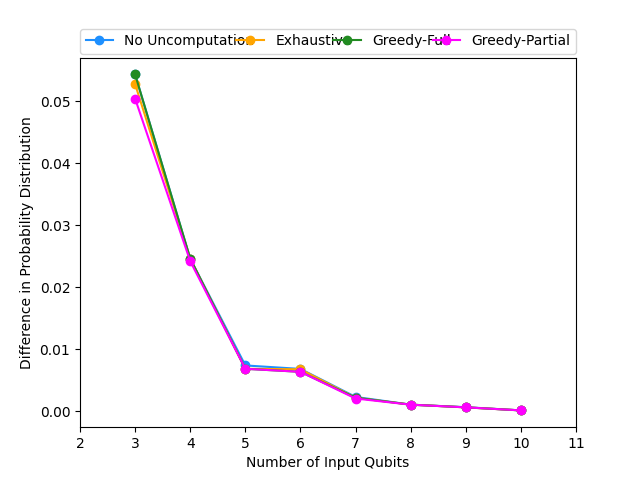 No Uncomputation Exhaustive Greedy-Full Greedy-Partial
Difference in Probability Distribution
0.05
0.04
0.03
0.02
0.01
0.00
2 3 4 5 6 7 8 9 10 11
Number of Input Qubits